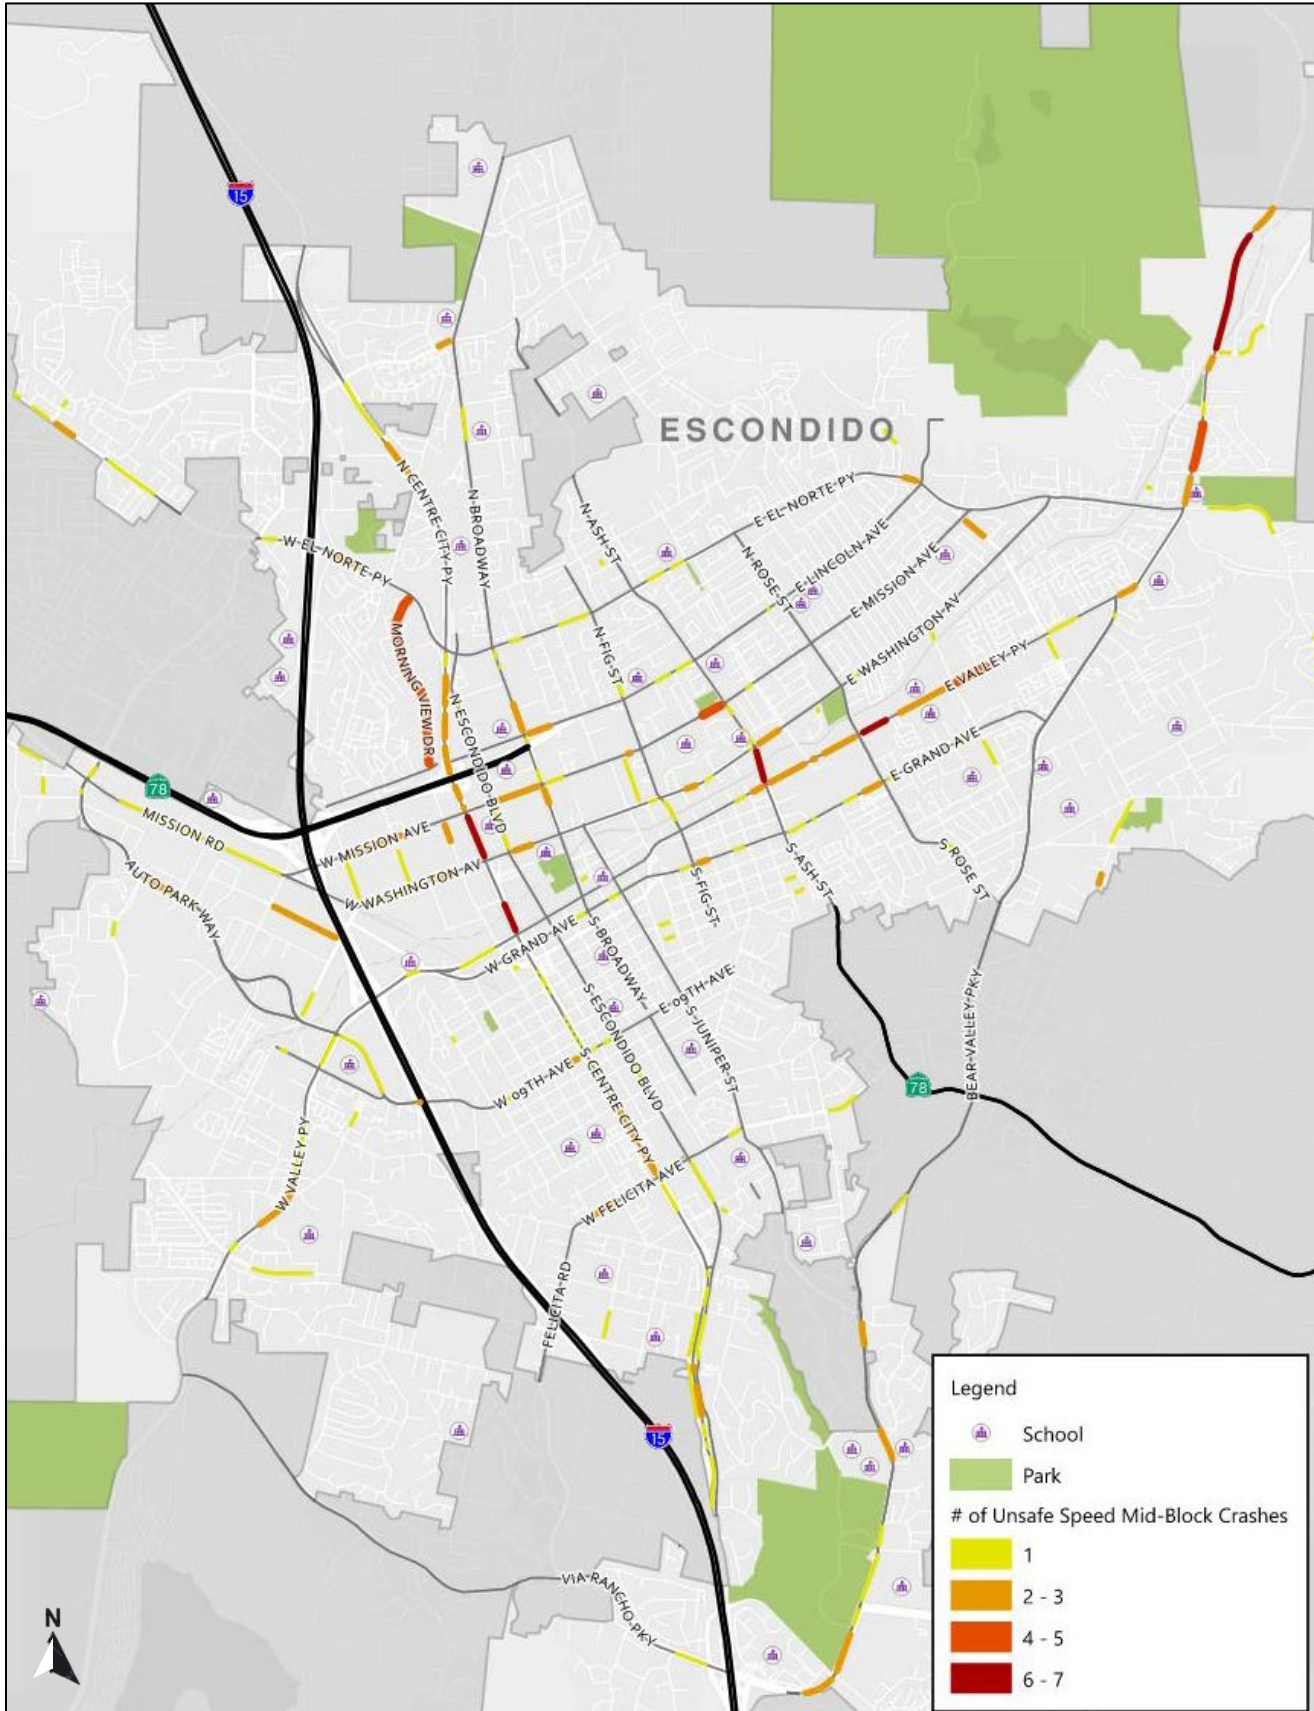 15
ESCONDIDO
N CENTRE CITY PY
N BROADWAY
N ASH ST
E EL NORTE PY
W EL NORTE PY
E LINCOLN AVE
N ROSE ST
E MISSION AVE
MORNING VIEW DR
N FIG ST
E WASHINGTON AV
N ESCONDIDO BLVD
E VALLEY PY
E GRAND AVE
78
MISSION RD
W MISSION AVE
AUTO PARK WAY
W WASHINGTON AV
S ASH ST
S ROSE ST
S FIG ST
W GRAND AVE
S BROADWAY
E 09TH AVE
S ESCONDIDO BLVD
S JUNIPER ST
BEAR VALLEY PKY
W 09TH AVE
S CENTRE CITY PY
78
W VALLEY PY
W FELICITA AVE
FELICITA RD
15
VIA RANCHO PKY
N
Legend
School
Park
# of Unsafe Speed Mid-Block Crashes
1
2 - 3
4 - 5
6 - 7